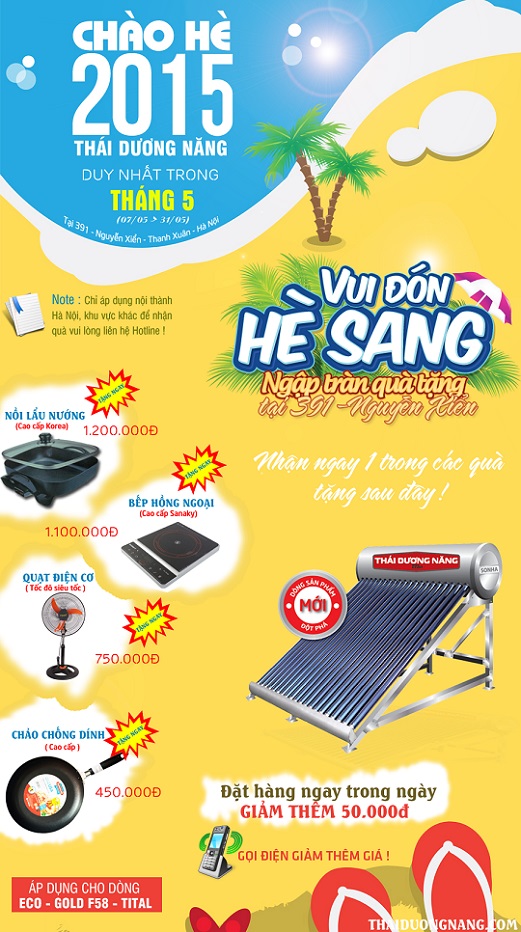 CHÀO HÈ
2015
THÁI DƯƠNG NĂNG
DUY NHẤT TRONG
THÁNG 5
(07/05 > 31/05)
Tại 391 - Nguyễn Xiển - Thanh Xuân - Hà Nội
Note : Chỉ áp dụng nội thành
Hà Nội, khu vực khác để nhận
quà vui lòng liên hệ Hotline !
VUI ĐÓN
HÈ SANG
Ngập tràn quà tặng
tại 391 -Nguyễn Xiển
Nhận ngay 1 trong các quà
tặng sau đây !
TẶNG NGAY
NỒI LẨU NƯỚNG
(Cao cấp Korea)
1.200.000Đ
TẶNG NGAY
BẾP HỒNG NGOẠI
(Cao cấp Sanaky)
1.100.000Đ
QUẠT ĐIỆN CƠ
( Tốc đô siêu tốc )
TẶNG NGAY
750.000Đ
CHẢO CHỐNG DÍNH
( Cao cấp )
TẶNG NGAY
450.000Đ
THÁI DƯƠNG NĂNG
SONHA
DÒNG SẢN PHẨM
MỚI
ĐỘT PHÁ
Đặt hàng ngay trong ngày
GIẢM THÊM 50.000đ
GỌI ĐIỆN GIẢM THÊM GIÁ !
ÁP DỤNG CHO DÒNG
ECO - GOLD F58 - TITAL
THAIDUONGNANG.COM